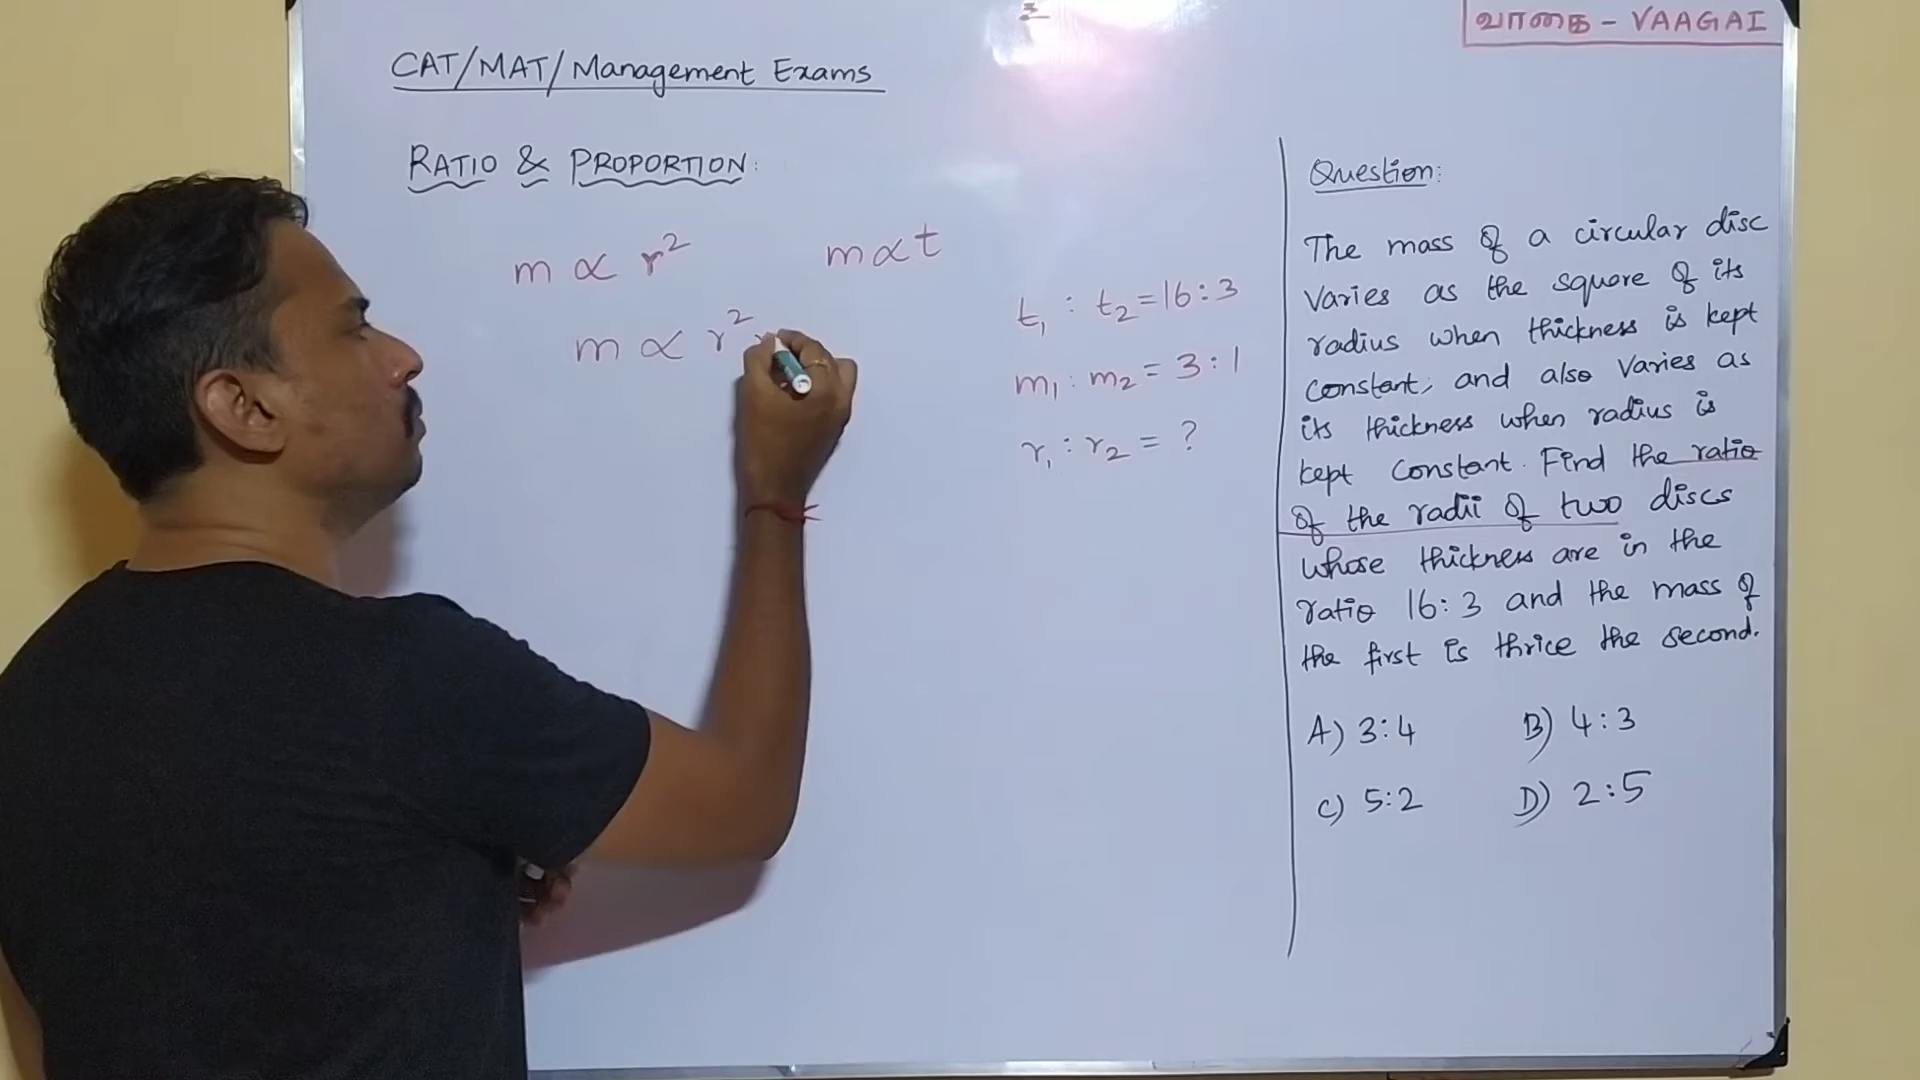 வாகை - VAAGAI
CAT/MAT/Management Exams
RATIO & PROPORTION:
m ∝ r²
m ∝ t
m ∝ r²
t₁ : t₂ = 16:3
m₁ : m₂ = 3:1
r₁ : r₂ = ?
Question:
The mass of a circular disc
varies as the square of its
radius when thickness is kept
constant, and also varies as
its thickness when radius is
kept constant. Find the ratio
of the radii of two discs
whose thickness are in the
ratio 16:3 and the mass of
the first is thrice the second.
A) 3:4
B) 4:3
C) 5:2
D) 2:5